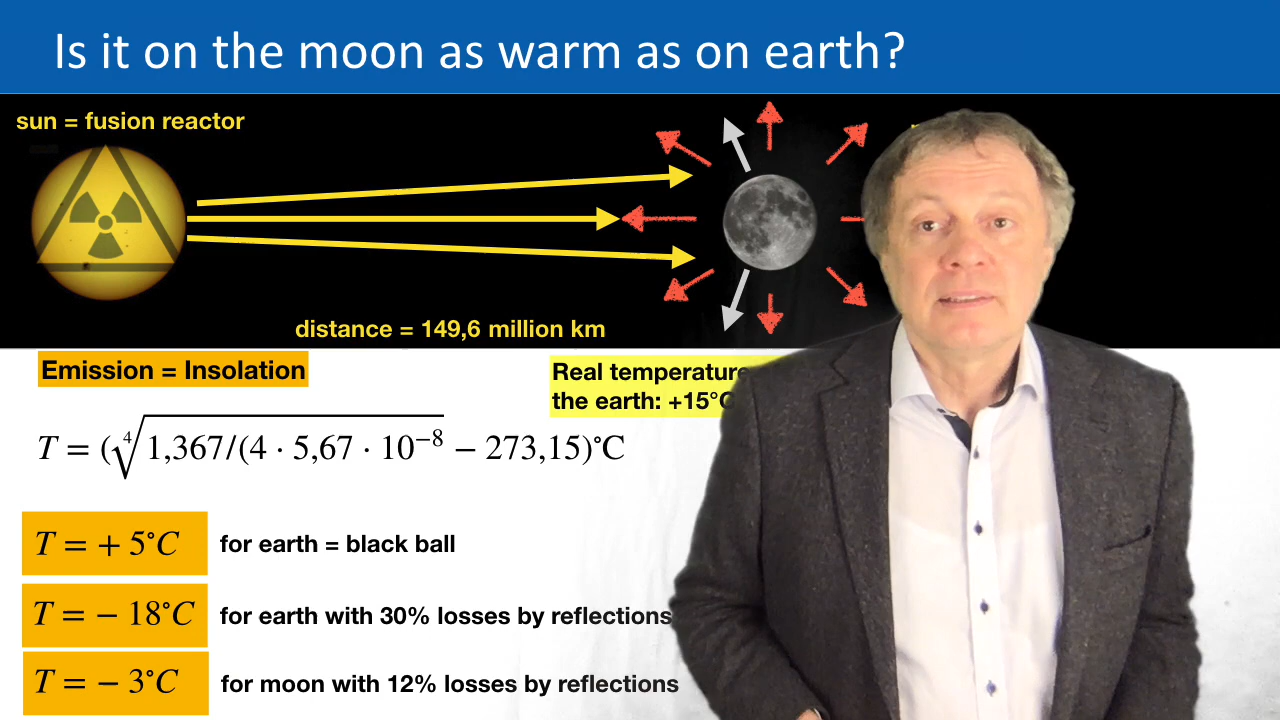 Is it on the moon as warm as on earth?
sun = fusion reactor
distance = 149,6 million km
Emission = Insolation
Real temperature
the earth: +15°C
T = (∜1,367/(4 · 5,67 · 10⁻⁸ − 273,15)°C
T = + 5°C
for earth = black ball
T = − 18°C
for earth with 30% losses by reflections
T = − 3°C
for moon with 12% losses by reflections